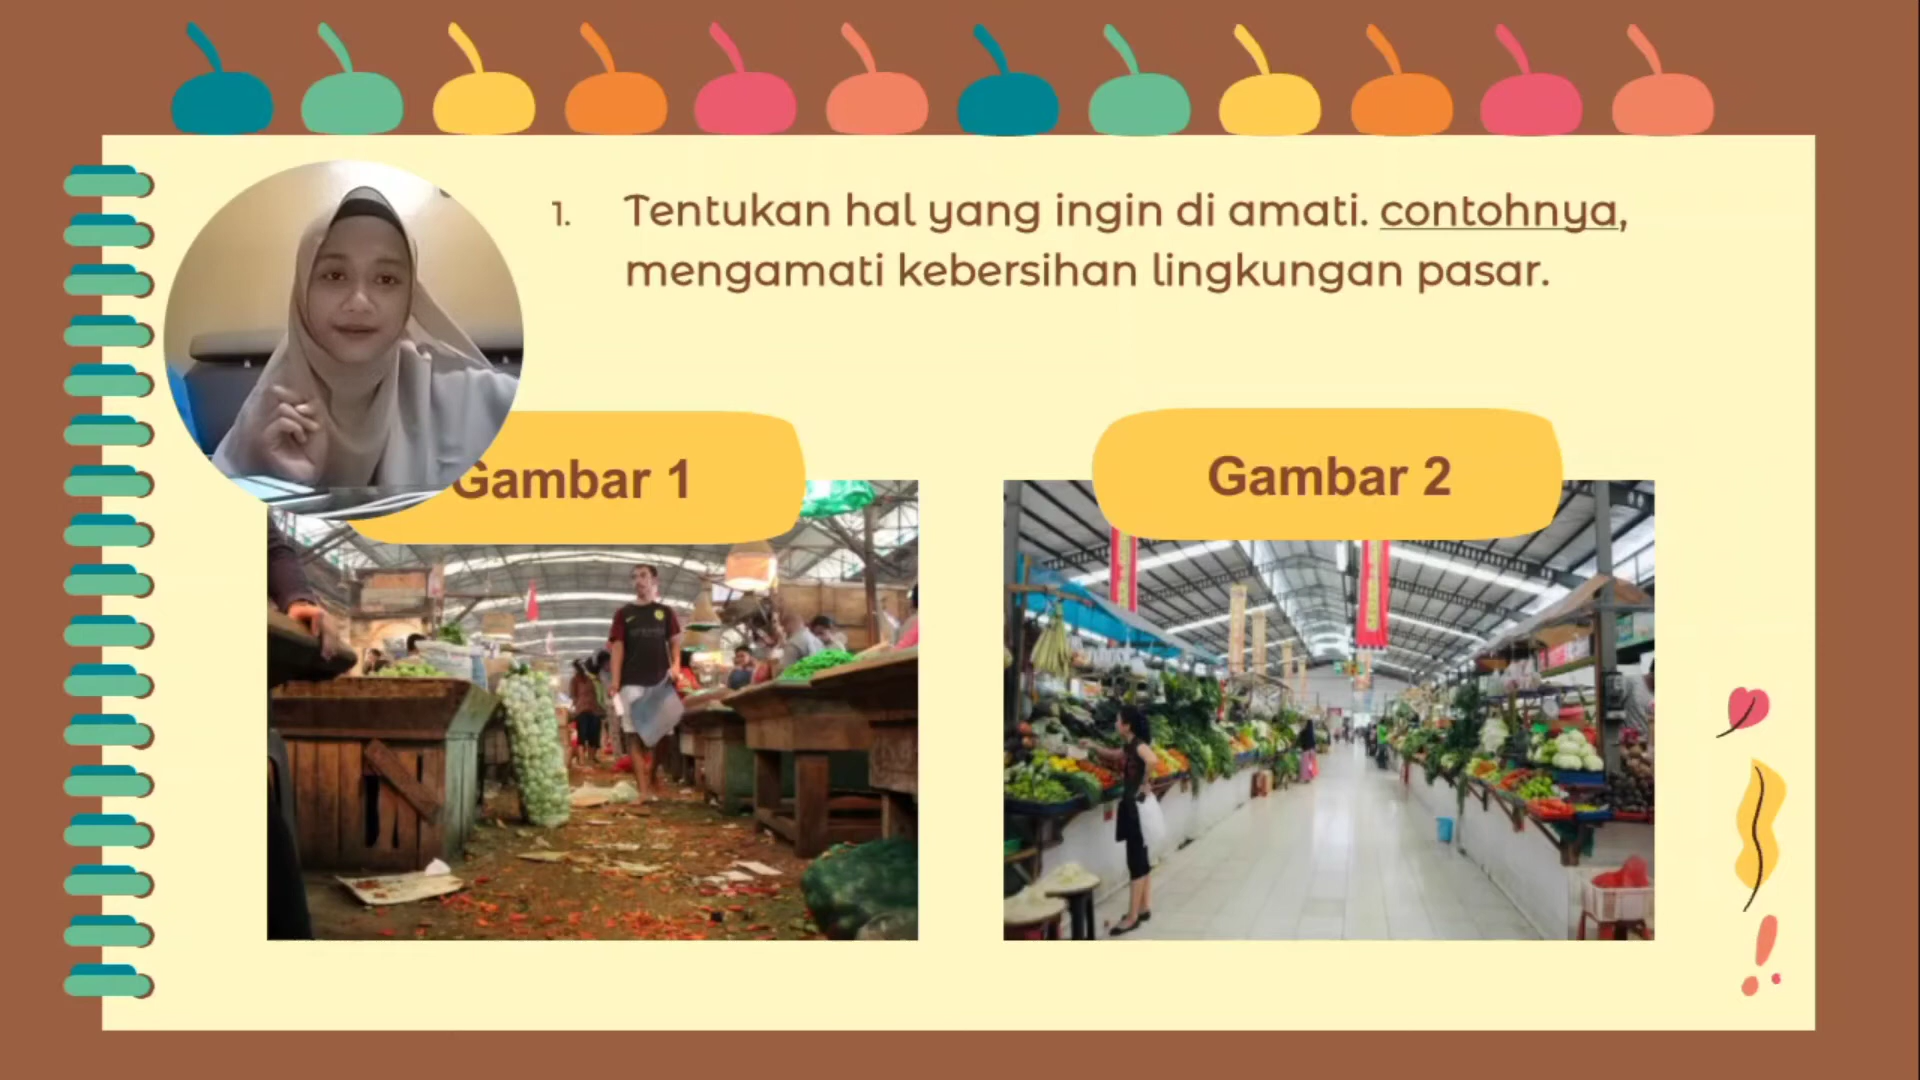 1. Tentukan hal yang ingin di amati. contohnya,
mengamati kebersihan lingkungan pasar.
Gambar 1
Gambar 2